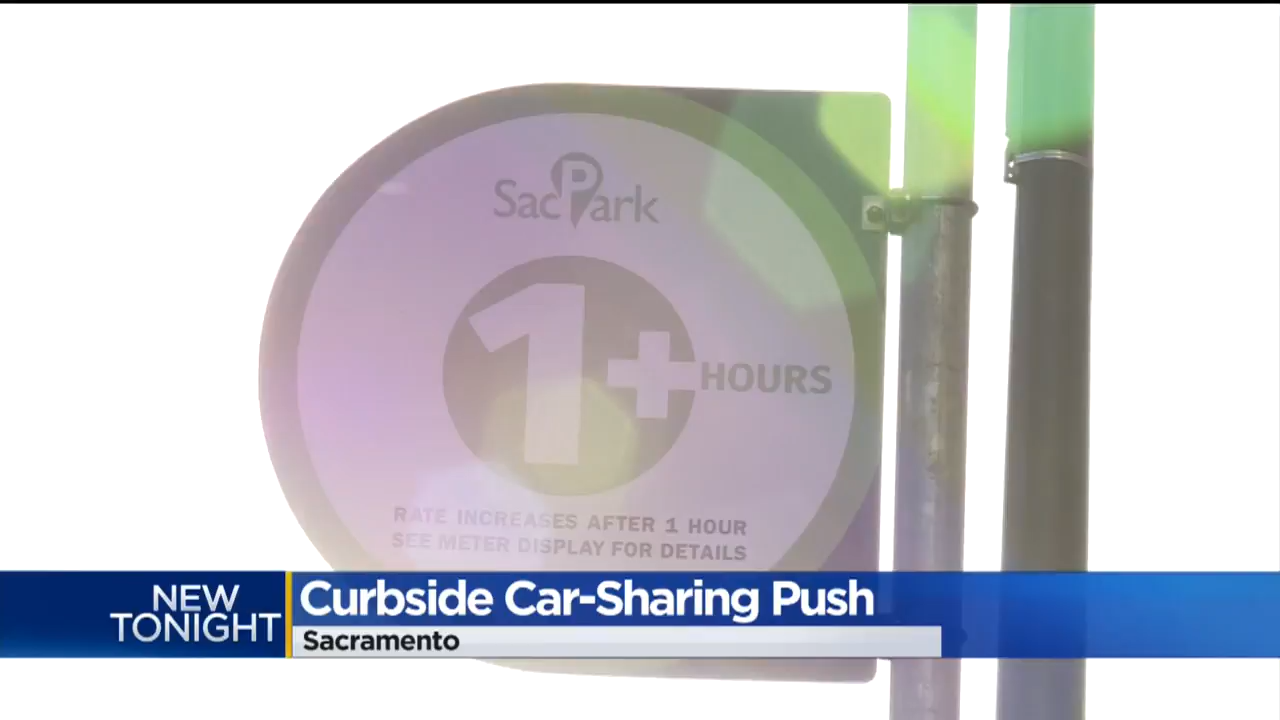 SacPark
1+ HOURS
RATE INCREASES AFTER 1 HOUR
SEE METER DISPLAY FOR DETAILS
NEW
TONIGHT
Curbside Car-Sharing Push
Sacramento